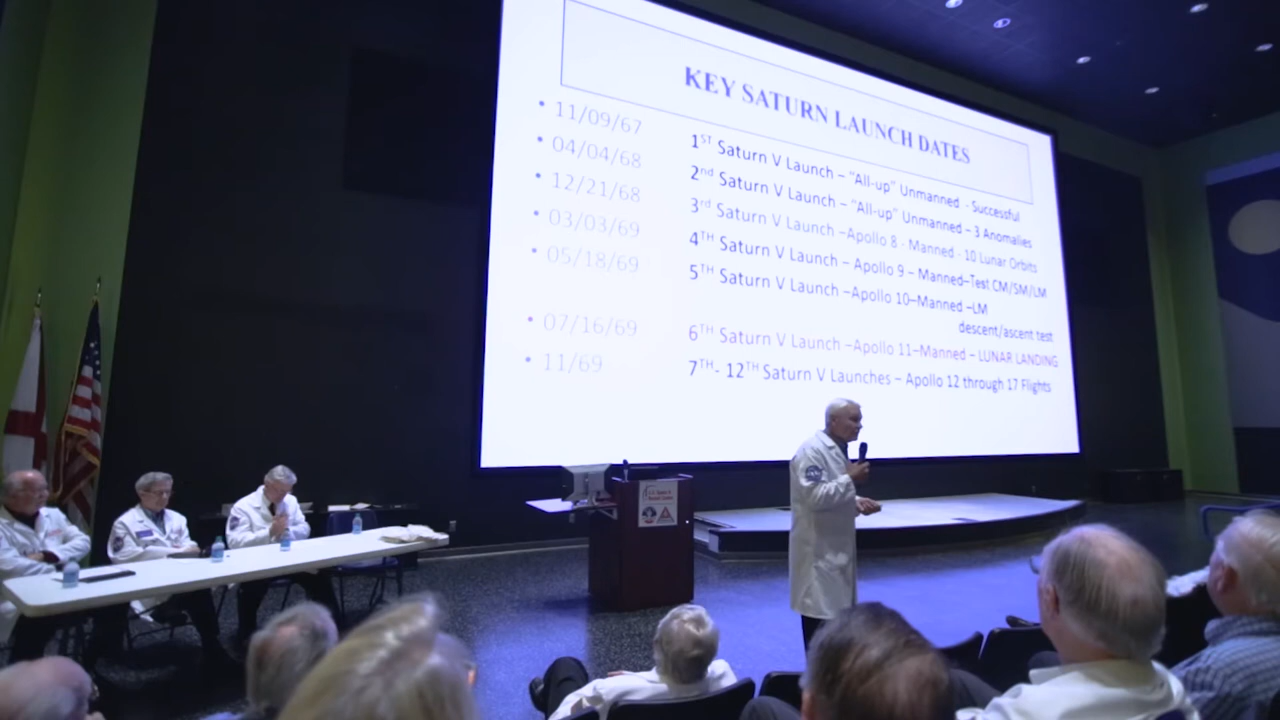 KEY SATURN LAUNCH DATES
• 11/09/67 1ST Saturn V Launch – "All-up" Unmanned - Successful
• 04/04/68 2nd Saturn V Launch – "All-up" Unmanned – 3 Anomalies
• 12/21/68 3rd Saturn V Launch –Apollo 8 - Manned - 10 Lunar Orbits
• 03/03/69 4TH Saturn V Launch – Apollo 9 – Manned–Test CM/SM/LM
• 05/18/69 5TH Saturn V Launch –Apollo 10–Manned –LM
descent/ascent test
• 07/16/69 6TH Saturn V Launch –Apollo 11–Manned – LUNAR LANDING
• 11/69 7TH- 12TH Saturn V Launches – Apollo 12 through 17 Flights
U.S. Space &
Rocket Center